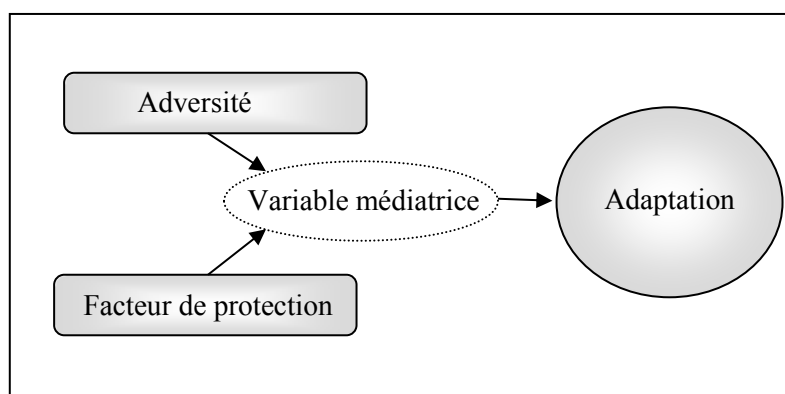 Adversité
Variable médiatrice
Adaptation
Facteur de protection